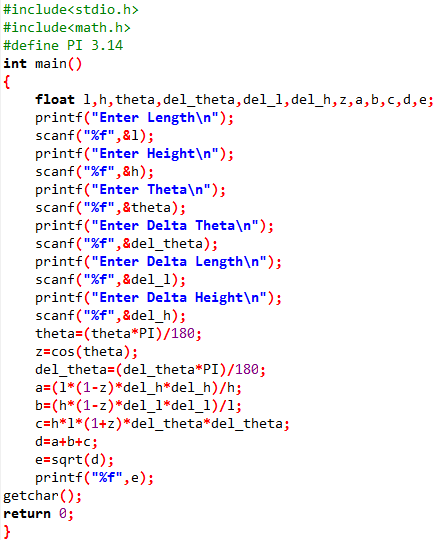 #include<stdio.h>
#include<math.h>
#define PI 3.14
int main()
{
    float l,h,theta,del_theta,del_l,del_h,z,a,b,c,d,e;
    printf("Enter Length\n");
    scanf("%f",&l);
    printf("Enter Height\n");
    scanf("%f",&h);
    printf("Enter Theta\n");
    scanf("%f",&theta);
    printf("Enter Delta Theta\n");
    scanf("%f",&del_theta);
    printf("Enter Delta Length\n");
    scanf("%f",&del_l);
    printf("Enter Delta Height\n");
    scanf("%f",&del_h);
    theta=(theta*PI)/180;
    z=cos(theta);
    del_theta=(del_theta*PI)/180;
    a=(l*(1-z)*del_h*del_h)/h;
    b=(h*(1-z)*del_l*del_l)/l;
    c=h*l*(1+z)*del_theta*del_theta;
    d=a+b+c;
    e=sqrt(d);
    printf("%f",e);
getchar();
return 0;
}